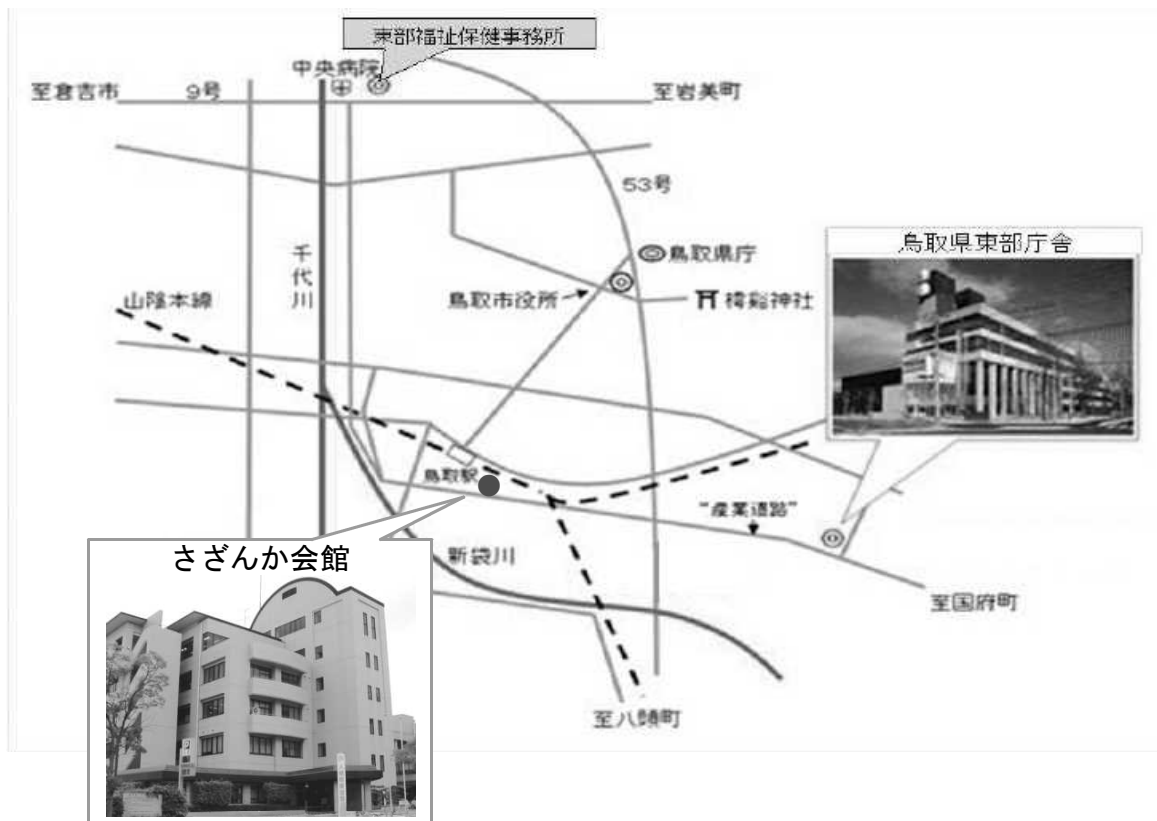 東部福祉保健事務所
中央病院
至倉吉市
9号
至岩美町
53号
鳥取県東部庁舎
千代川
◎鳥取県庁
山陰本線
鳥取市役所
樗谿神社
鳥取駅
“産業道路”
さざんか会館
新袋川
至国府町
至八頭町